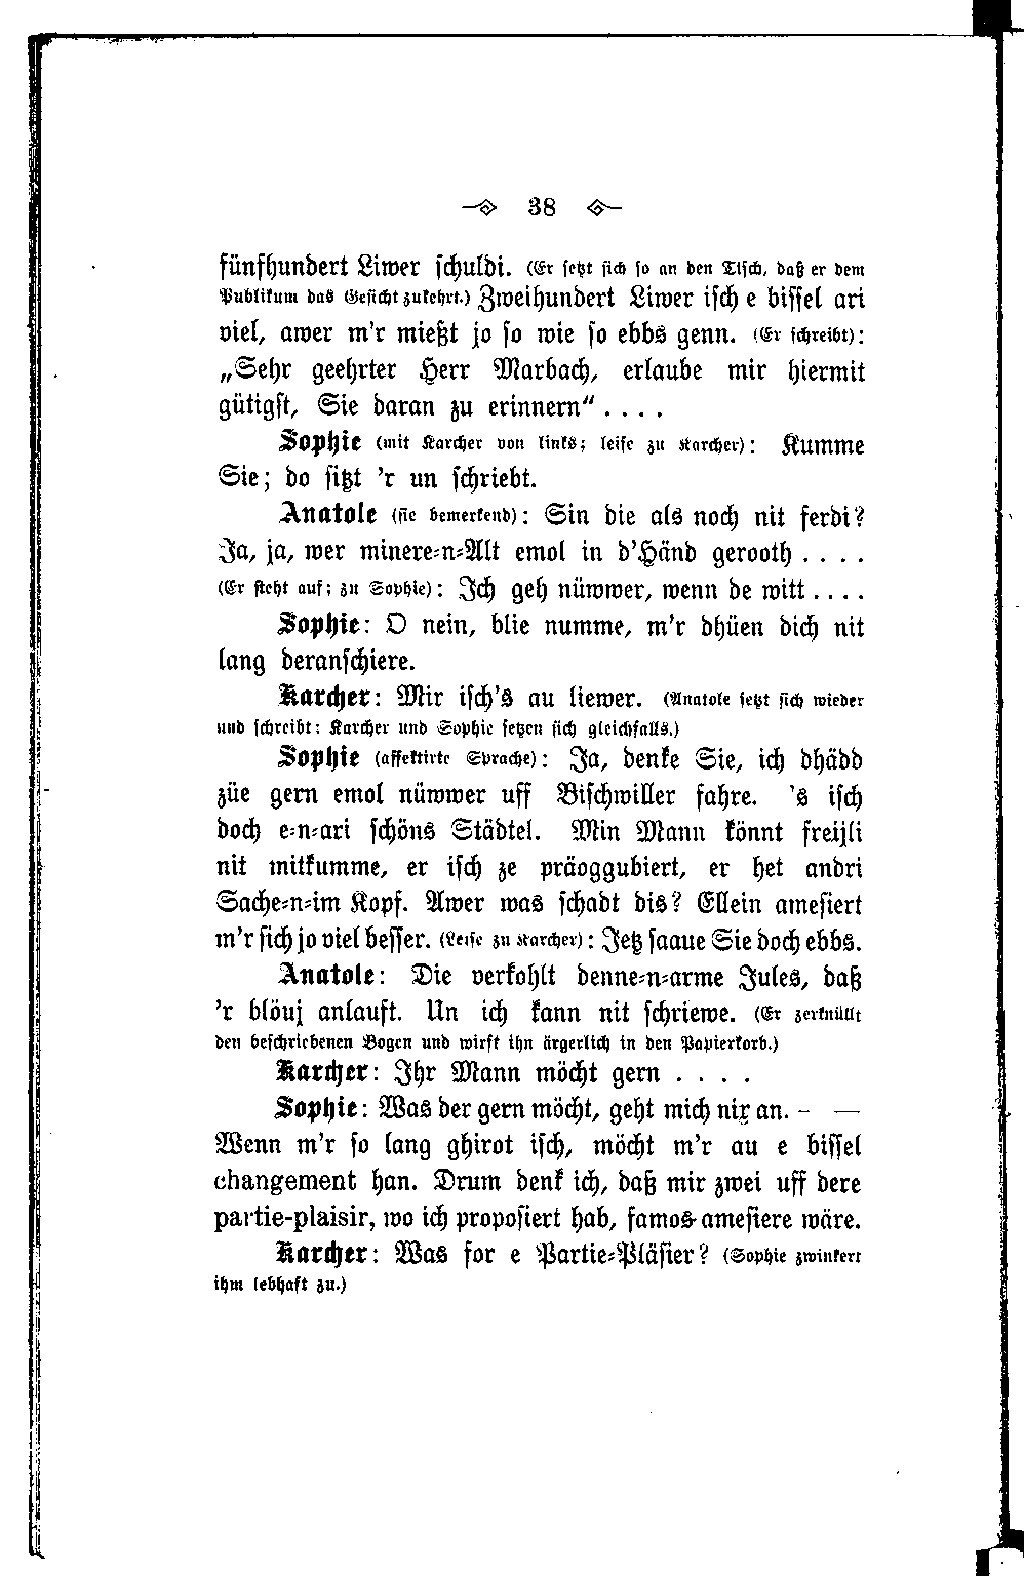 38
fünfhundert Liwer schuldi. (Er setzt sich so an den Tisch, daß er dem
Publikum das Gesicht zukehrt.) Zweihundert Liwer isch e bissel ari
viel, awer m'r mießt jo so wie so ebbs genn. (Er schreibt):
„Sehr geehrter Herr Marbach, erlaube mir hiermit
gütigst, Sie daran zu erinnern“ . . . .
Sophie (mit Karcher von links; leise zu Karcher): Kumme
Sie; do sitzt 'r un schriebt.
Anatole (sie bemerkend): Sin die als noch nit ferdi?
Ja, ja, wer minere=n=Alt emol in d'Händ gerooth . . . .
(Er steht auf; zu Sophie): Ich geh nüwwer, wenn de witt . . . .
Sophie: O nein, blie numme, m'r dhüen dich nit
lang deranschiere.
Karcher: Mir isch's au liewer. (Anatole setzt sich wieder
und schreibt; Karcher und Sophie setzen sich gleichfalls.)
Sophie (affektirte Sprache): Ja, denke Sie, ich dhädd
züe gern emol nüwwer uff Bischwiller fahre. 's isch
doch e=n=ari schöns Städtel. Min Mann könnt freijli
nit mitkumme, er isch ze präoggubiert, er het andri
Sache=n=im Kopf. Awer was schadt dis? Ellein amesiert
m'r sich jo viel besser. (Leise zu Karcher): Jetz saaue Sie doch ebbs.
Anatole: Die verkohlt denne=n=arme Jules, daß
'r blöuj anlauft. Un ich kann nit schriewe. (Er zerknüllt
den beschriebenen Bogen und wirft ihn ärgerlich in den Papierkorb.)
Karcher: Ihr Mann möcht gern . . . .
Sophie: Was der gern möcht, geht mich nix an. – —
Wenn m'r so lang ghirot isch, möcht m'r au e bissel
changement han. Drum denk ich, daß mir zwei uff dere
partie-plaisir, wo ich proposiert hab, famos amesiere wäre.
Karcher: Was for e Partie=Pläsier? (Sophie zwinkert
ihm lebhaft zu.)